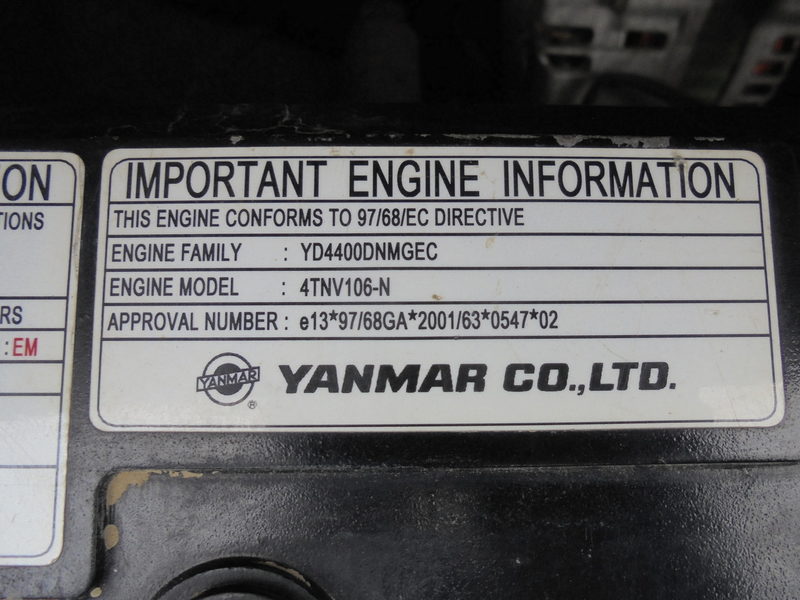 ION
TIONS
RS
:EM
IMPORTANT ENGINE INFORMATION
THIS ENGINE CONFORMS TO 97/68/EC DIRECTIVE
ENGINE FAMILY : YD4400DNMGEC
ENGINE MODEL : 4TNV106-N
APPROVAL NUMBER : e13*97/68GA*2001/63*0547*02
YANMAR ® YANMAR CO.,LTD.